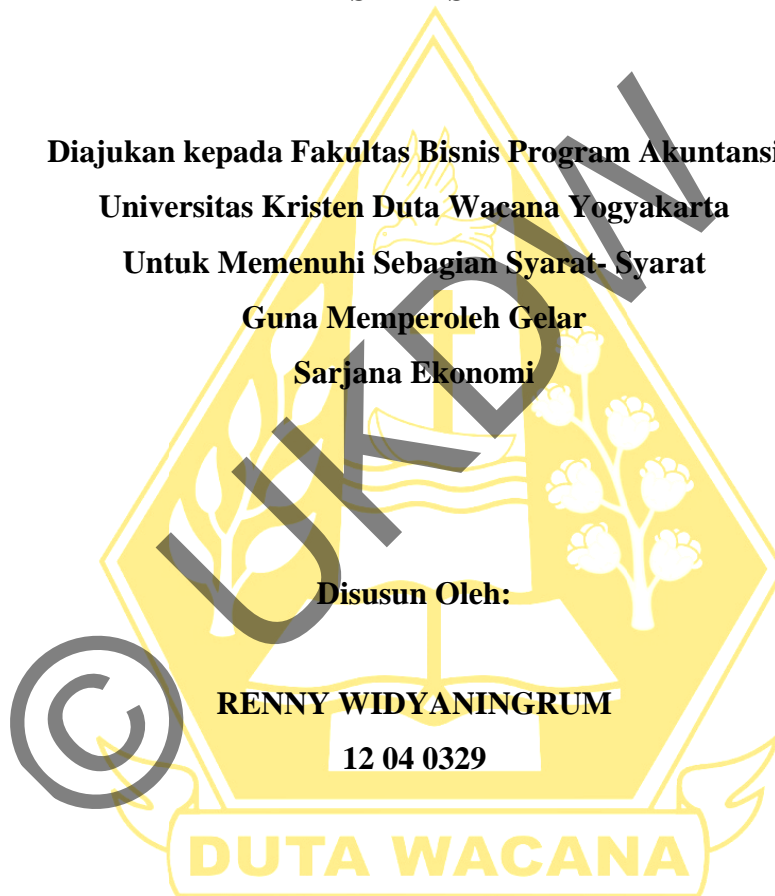 Diajukan kepada Fakultas Bisnis Program Akuntansi
Universitas Kristen Duta Wacana Yogyakarta
Untuk Memenuhi Sebagian Syarat- Syarat
Guna Memperoleh Gelar
Sarjana Ekonomi
Disusun Oleh:
RENNY WIDYANINGRUM
12 04 0329
© UKDW
DUTA WACANA